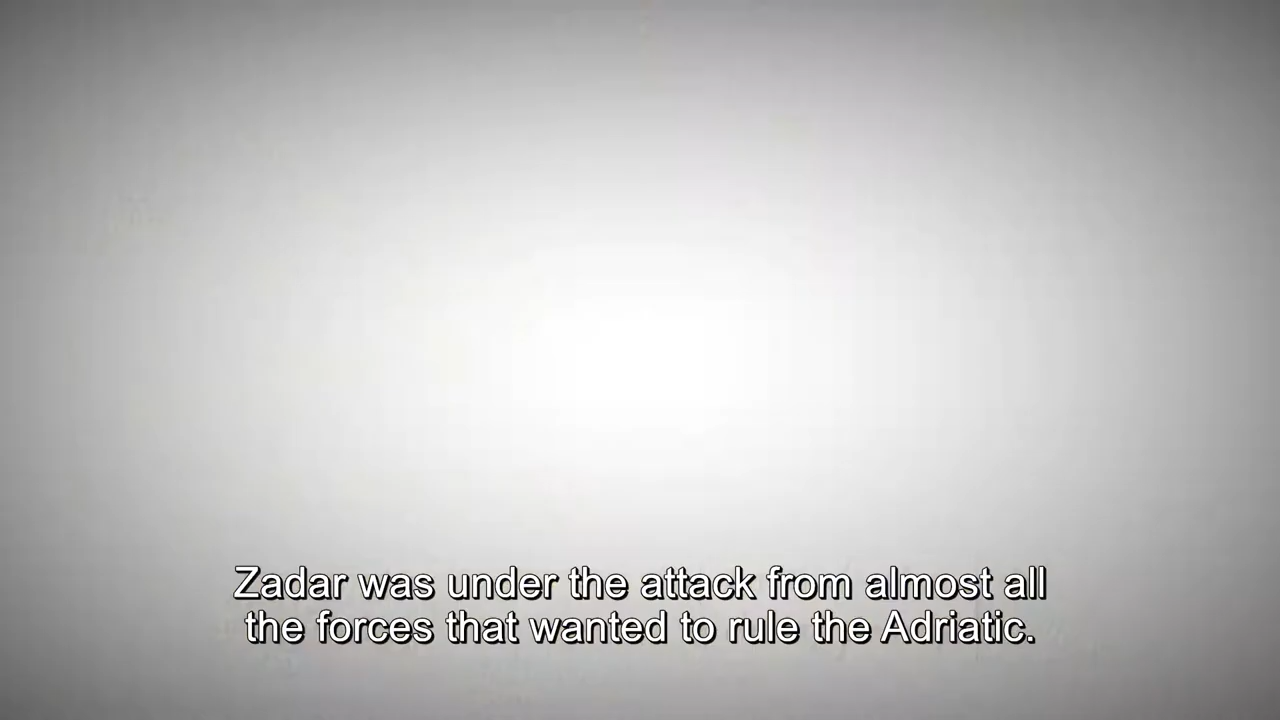 Zadar was under the attack from almost all
the forces that wanted to rule the Adriatic.